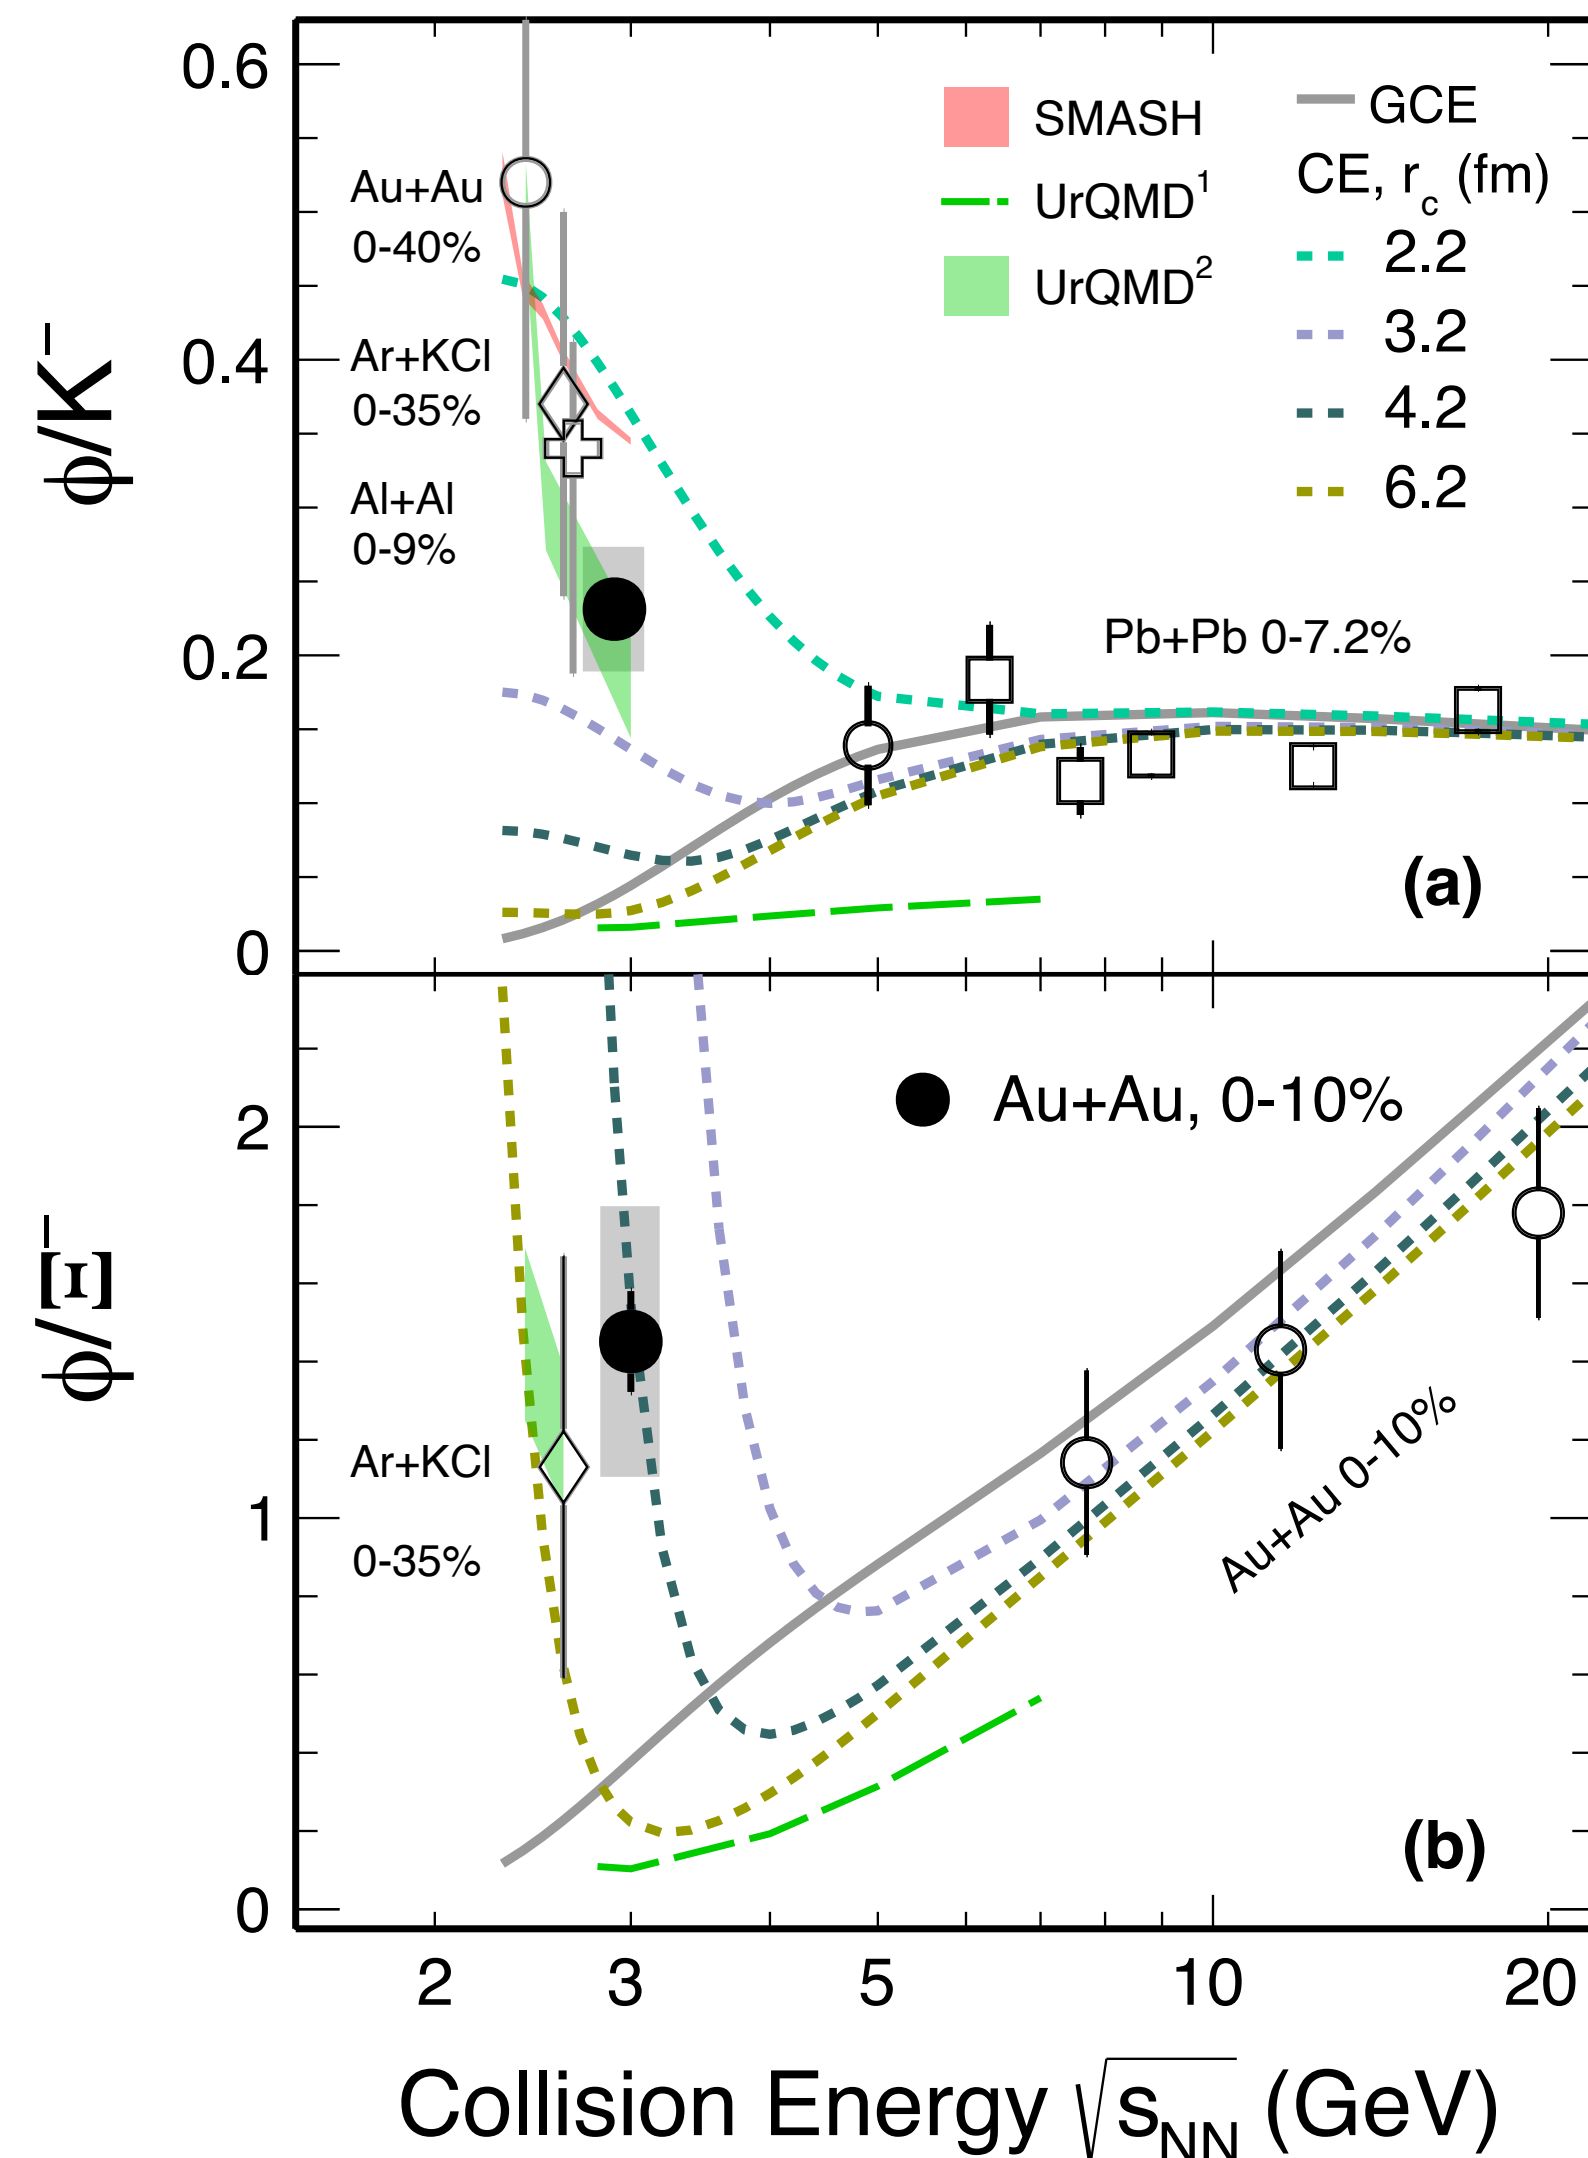 0.6
0.4
0.2
0
ϕ/K⁻
Au+Au
0-40%
Ar+KCl
0-35%
Al+Al
0-9%
SMASH
UrQMD¹
UrQMD²
GCE
CE, r_c (fm)
2.2
3.2
4.2
6.2
Pb+Pb 0-7.2%
(a)
2
1
0
ϕ/Ξ⁻
Au+Au, 0-10%
Ar+KCl
0-35%
Au+Au 0-10%
(b)
2 3 5 10 20
Collision Energy √s_NN (GeV)